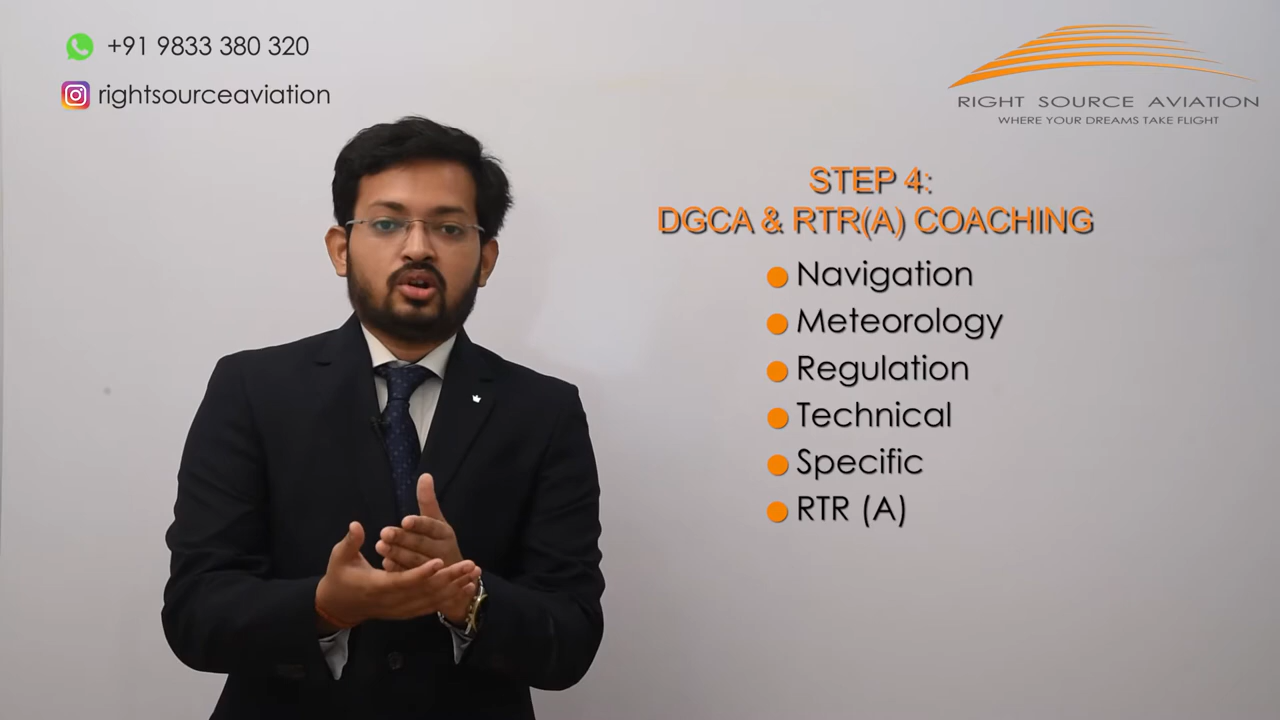 +91 9833 380 320
rightsourceaviation
RIGHT SOURCE AVIATION
WHERE YOUR DREAMS TAKE FLIGHT
STEP 4:
DGCA & RTR(A) COACHING
Navigation
Meteorology
Regulation
Technical
Specific
RTR (A)